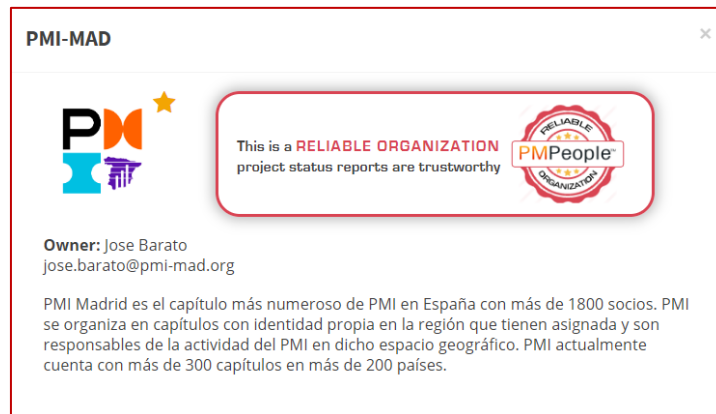 PMI-MAD
×
PMI
This is a RELIABLE ORGANIZATION
project status reports are trustworthy
RELIABLE
PMPeople™
ORGANIZATION
Owner: Jose Barato
jose.barato@pmi-mad.org
PMI Madrid es el capítulo más numeroso de PMI en España con más de 1800 socios. PMI
se organiza en capítulos con identidad propia en la región que tienen asignada y son
responsables de la actividad del PMI en dicho espacio geográfico. PMI actualmente
cuenta con más de 300 capítulos en más de 200 países.